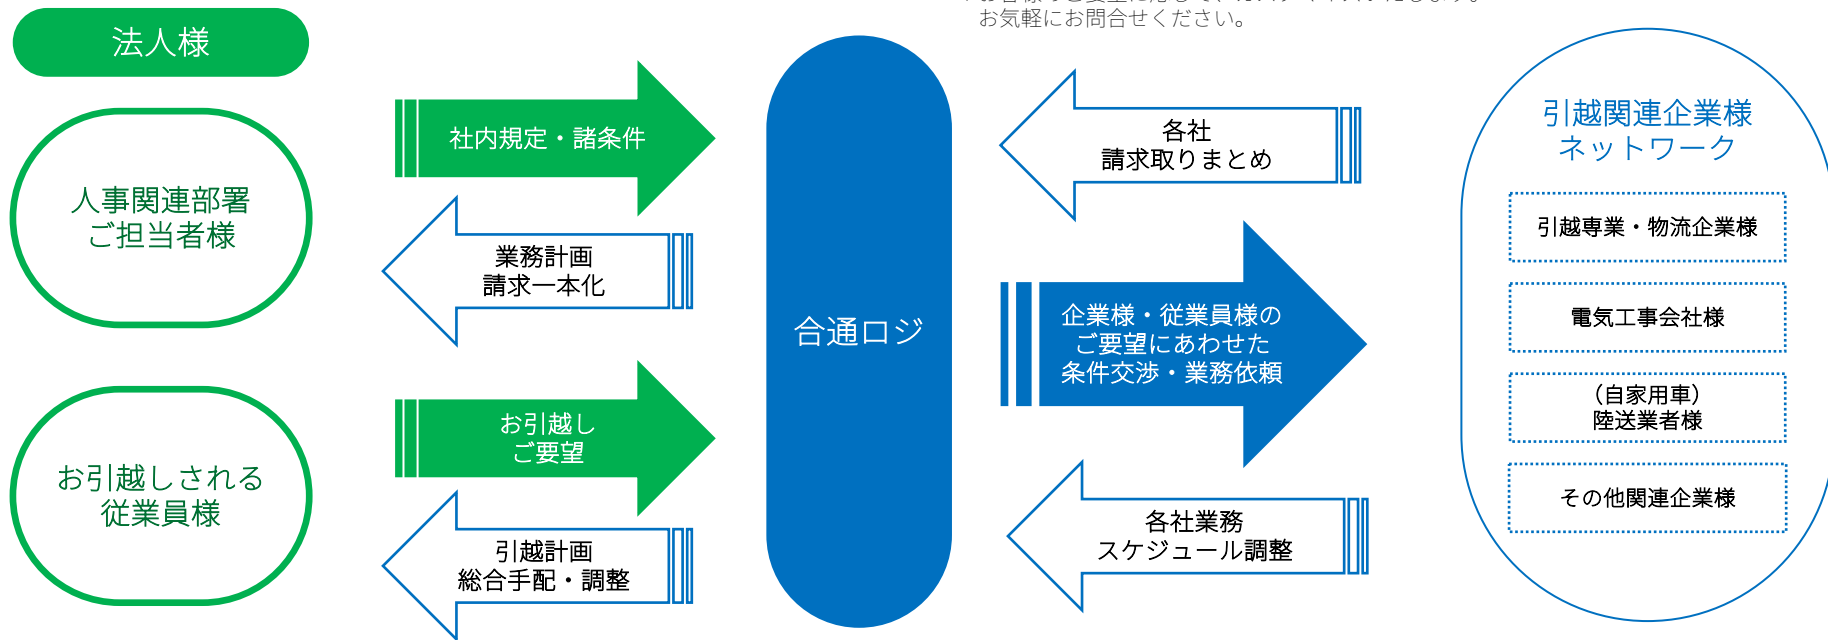 お気軽にお問合せください。
法人様
人事関連部署
ご担当者様
お引越しされる
従業員様
社内規定・諸条件
業務計画
請求一本化
お引越し
ご要望
引越計画
総合手配・調整
合通ロジ
各社
請求取りまとめ
企業様・従業員様の
ご要望にあわせた
条件交渉・業務依頼
各社業務
スケジュール調整
引越関連企業様
ネットワーク
引越専業・物流企業様
電気工事会社様
（自家用車）
陸送業者様
その他関連企業様